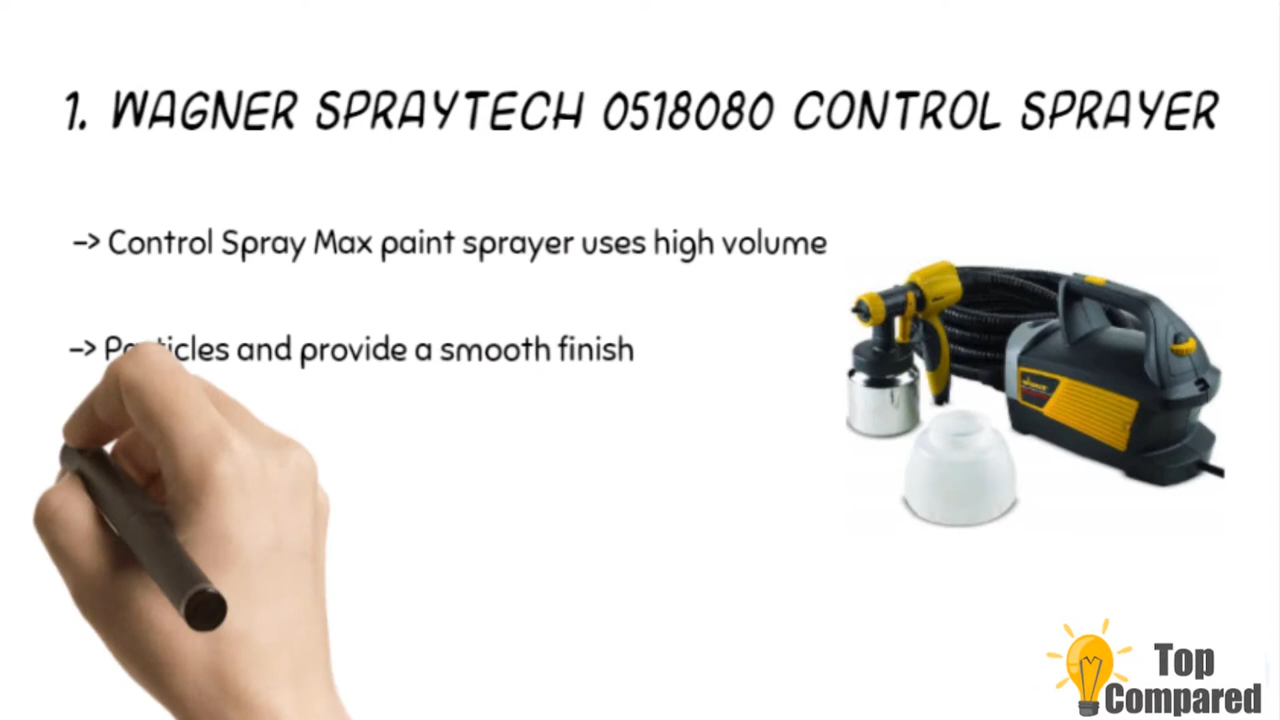 1. WAGNER SPRAYTECH 0518080 CONTROL SPRAYER
-> Control Spray Max paint sprayer uses high volume
-> Particles and provide a smooth finish
Top
Compared